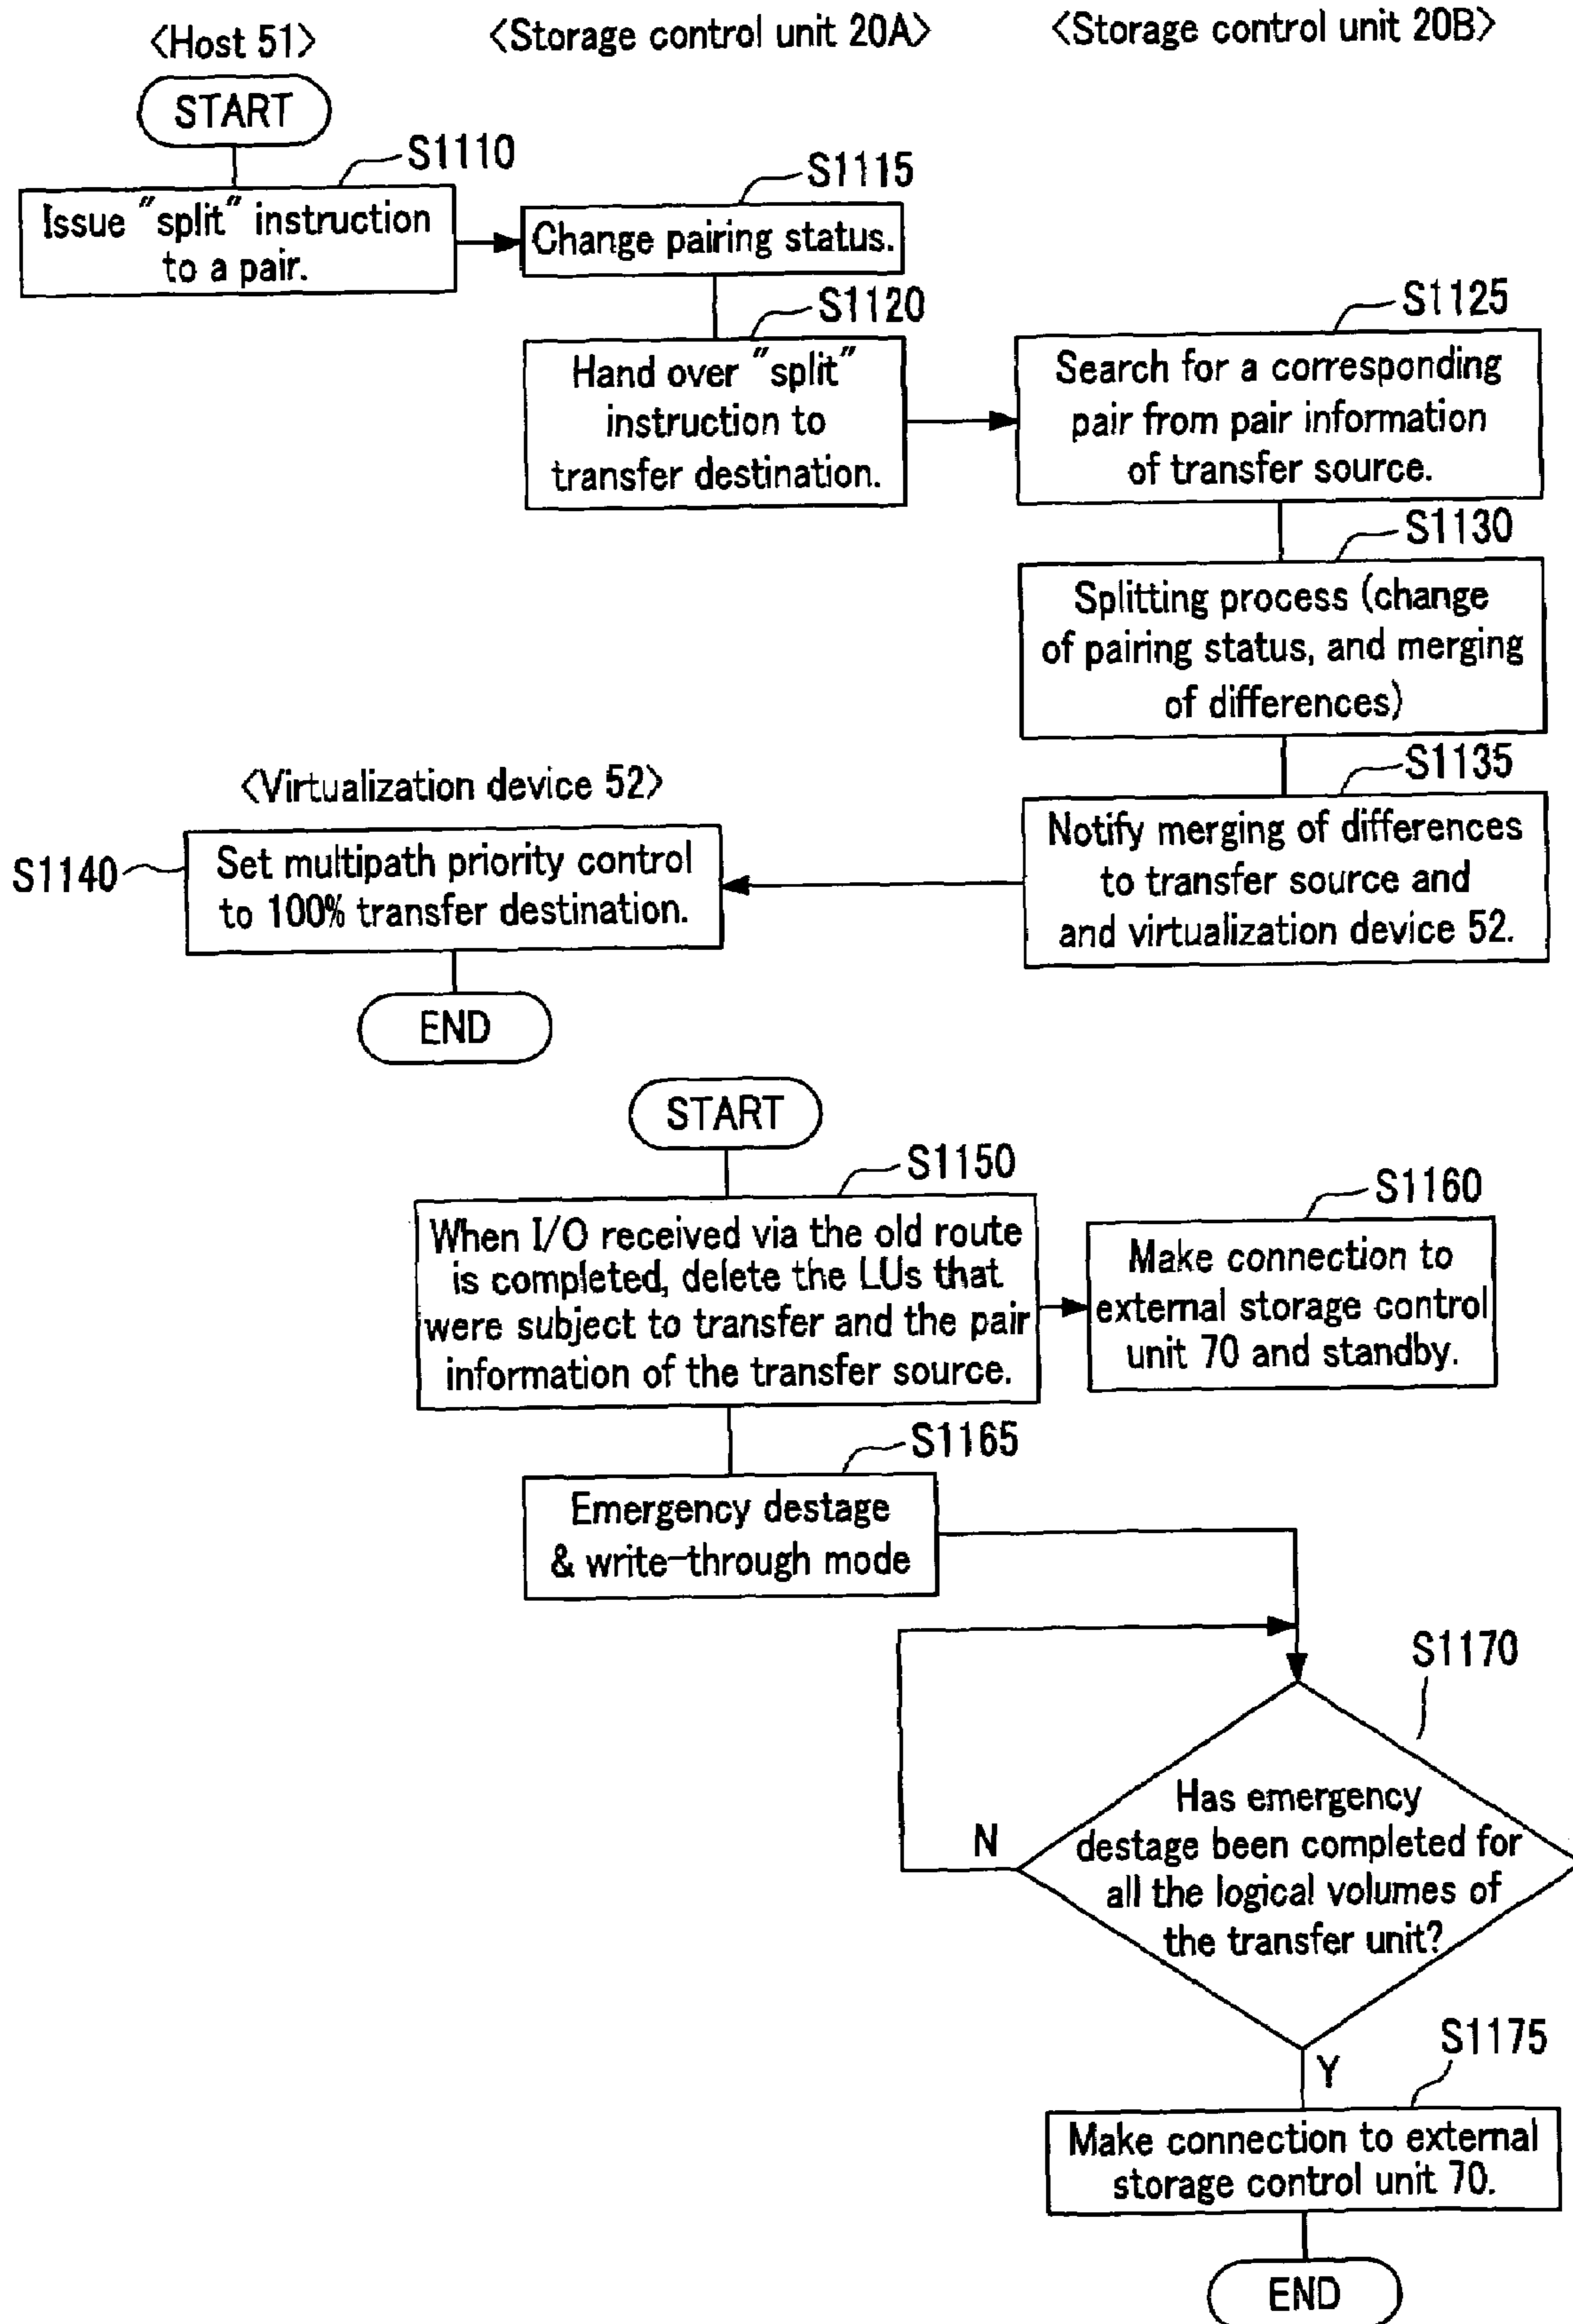 <Host 51>
<Storage control unit 20A>
<Storage control unit 20B>
START
S1110
Issue "split" instruction
to a pair.
S1115
Change pairing status.
S1120
Hand over "split"
instruction to
transfer destination.
S1125
Search for a corresponding
pair from pair information
of transfer source.
S1130
Splitting process (change
of pairing status, and merging
of differences)
S1135
Notify merging of differences
to transfer source and
and virtualization device 52.
<Virtualization device 52>
S1140
Set multipath priority control
to 100% transfer destination.
END
START
S1150
When I/O received via the old route
is completed, delete the LUs that
were subject to transfer and the pair
information of the transfer source.
S1160
Make connection to
external storage control
unit 70 and standby.
S1165
Emergency destage
& write-through mode
S1170
Has emergency
destage been completed for
all the logical volumes of
the transfer unit?
N
Y
S1175
Make connection to external
storage control unit 70.
END